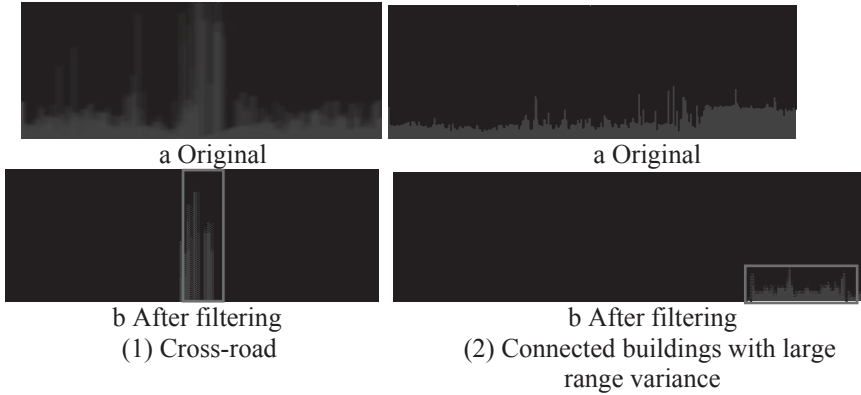 a Original
a Original
b After filtering
(1) Cross-road
b After filtering
(2) Connected buildings with large
range variance